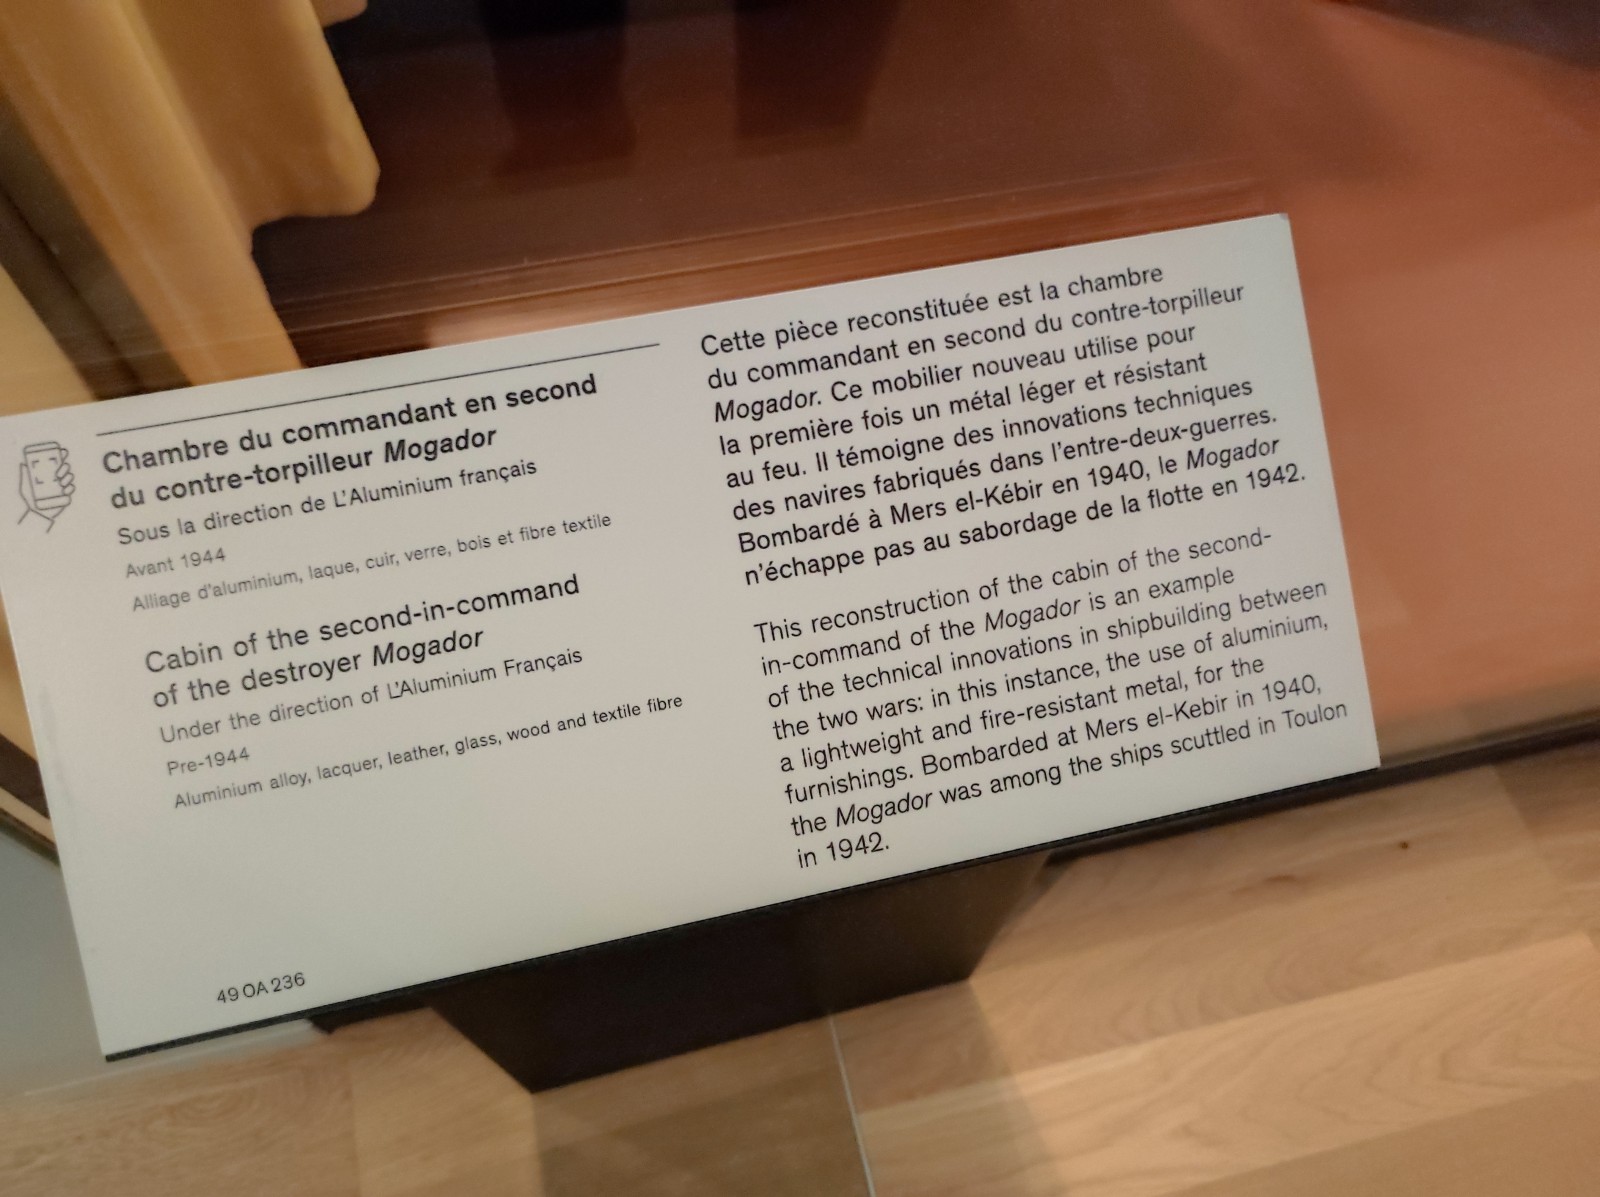 Chambre du commandant en second
du contre-torpilleur Mogador
Sous la direction de L'Aluminium français
Avant 1944
Alliage d'aluminium, laque, cuir, verre, bois et fibre textile
Cabin of the second-in-command
of the destroyer Mogador
Under the direction of L'Aluminium Français
Pre-1944
Aluminium alloy, lacquer, leather, glass, wood and textile fibre
49 OA 236
Cette pièce reconstituée est la chambre
du commandant en second du contre-torpilleur
Mogador. Ce mobilier nouveau utilise pour
la première fois un métal léger et résistant
au feu. Il témoigne des innovations techniques
des navires fabriqués dans l'entre-deux-guerres.
Bombardé à Mers el-Kébir en 1940, le Mogador
n'échappe pas au sabordage de la flotte en 1942.
This reconstruction of the cabin of the second-
in-command of the Mogador is an example
of the technical innovations in shipbuilding between
the two wars: in this instance, the use of aluminium,
a lightweight and fire-resistant metal, for the
furnishings. Bombarded at Mers el-Kebir in 1940,
the Mogador was among the ships scuttled in Toulon
in 1942.